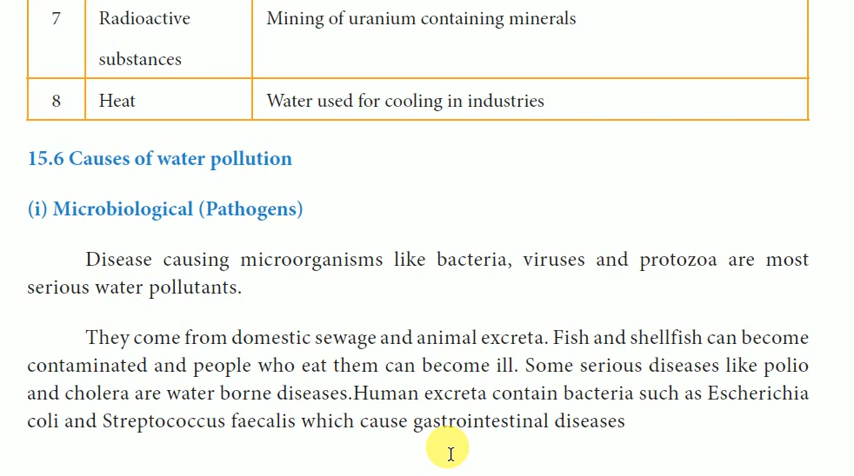 7 Radioactive Mining of uranium containing minerals
substances
8 Heat Water used for cooling in industries
15.6 Causes of water pollution
(i) Microbiological (Pathogens)
Disease causing microorganisms like bacteria, viruses and protozoa are most
serious water pollutants.
They come from domestic sewage and animal excreta. Fish and shellfish can become
contaminated and people who eat them can become ill. Some serious diseases like polio
and cholera are water borne diseases.Human excreta contain bacteria such as Escherichia
coli and Streptococcus faecalis which cause gastrointestinal diseases